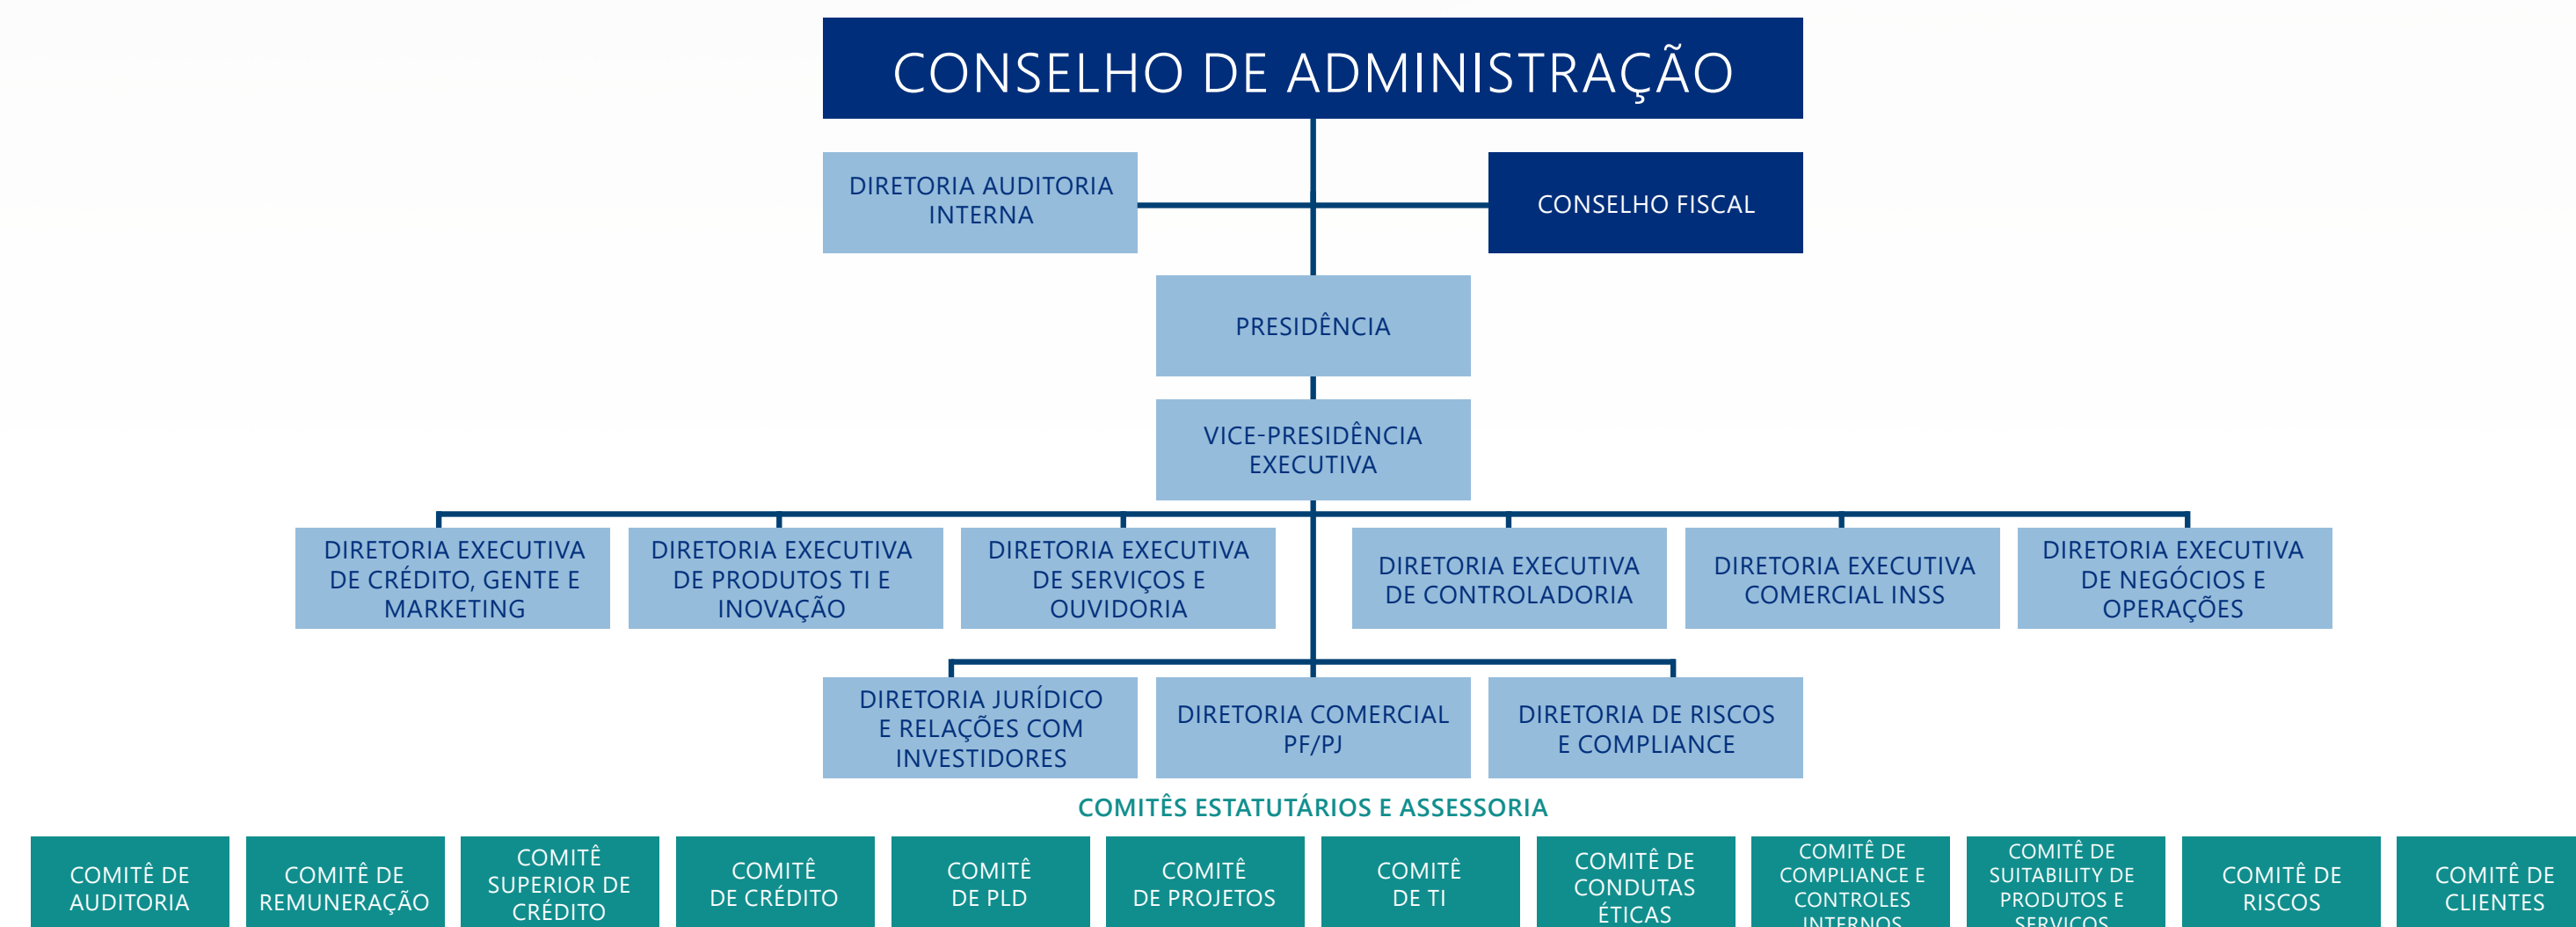 CONSELHO DE ADMINISTRAÇÃO
DIRETORIA AUDITORIA
INTERNA
CONSELHO FISCAL
PRESIDÊNCIA
VICE-PRESIDÊNCIA
EXECUTIVA
DIRETORIA EXECUTIVA
DE CRÉDITO, GENTE E
MARKETING
DIRETORIA EXECUTIVA
DE PRODUTOS TI E
INOVAÇÃO
DIRETORIA EXECUTIVA
DE SERVIÇOS E
OUVIDORIA
DIRETORIA EXECUTIVA
DE CONTROLADORIA
DIRETORIA EXECUTIVA
COMERCIAL INSS
DIRETORIA EXECUTIVA
DE NEGÓCIOS E
OPERAÇÕES
DIRETORIA JURÍDICO
E RELAÇÕES COM
INVESTIDORES
DIRETORIA COMERCIAL
PF/PJ
DIRETORIA DE RISCOS
E COMPLIANCE
COMITÊS ESTATUTÁRIOS E ASSESSORIA
COMITÊ DE
AUDITORIA
COMITÊ DE
REMUNERAÇÃO
COMITÊ
SUPERIOR DE
CRÉDITO
COMITÊ
DE CRÉDITO
COMITÊ
DE PLD
COMITÊ
DE PROJETOS
COMITÊ
DE TI
COMITÊ DE
CONDUTAS
ÉTICAS
COMITÊ DE
COMPLIANCE E
CONTROLES
INTERNOS
COMITÊ DE
SUITABILITY DE
PRODUTOS E
SERVIÇOS
COMITÊ DE
RISCOS
COMITÊ DE
CLIENTES